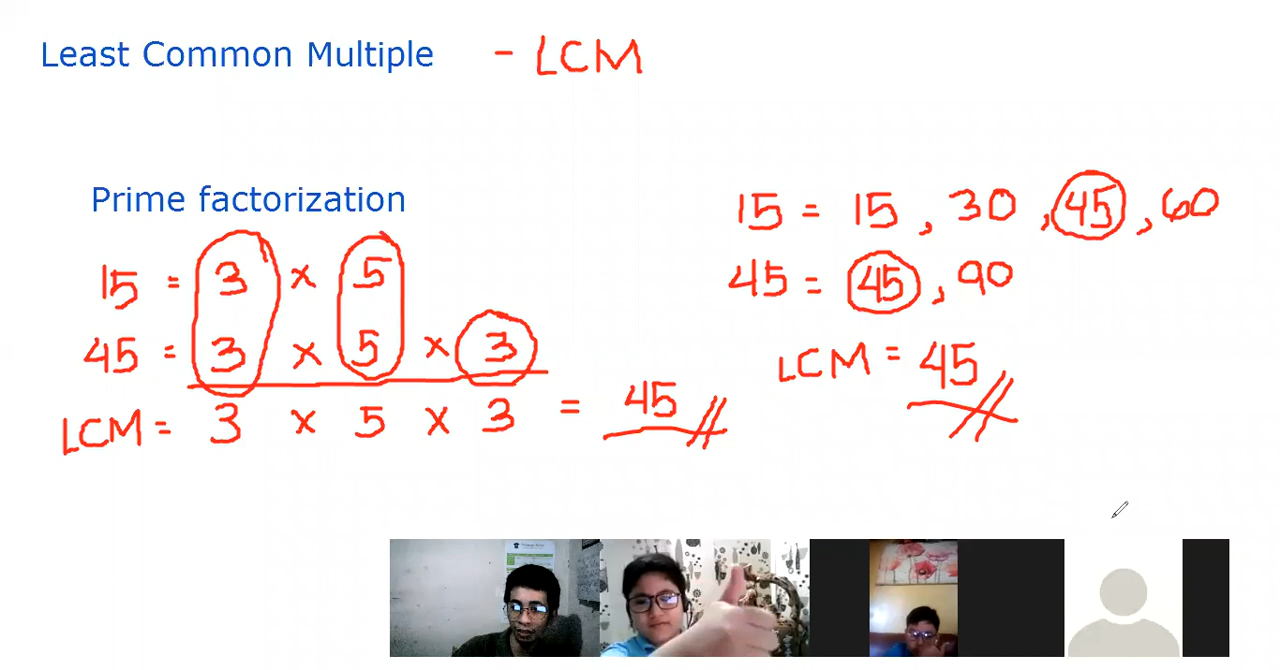 Least Common Multiple - LCM
Prime factorization
15 = 3 x 5
45 = 3 x 5 x 3
LCM = 3 x 5 x 3 = 45
15 = 15, 30, 45, 60
45 = 45, 90
LCM = 45